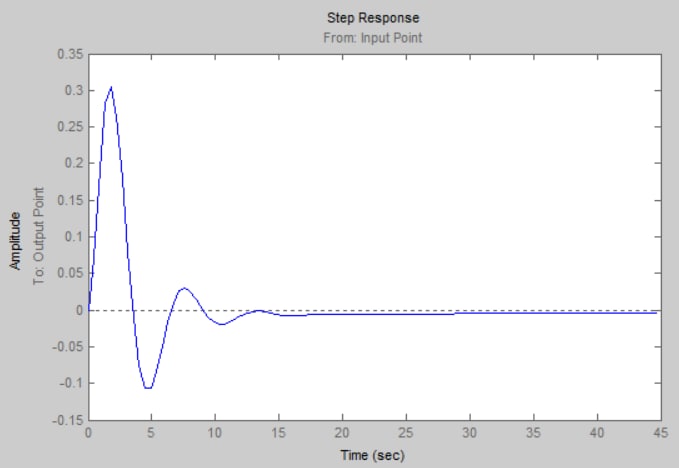 Step Response
From: Input Point
0.35
0.3
0.25
0.2
0.15
0.1
0.05
0
-0.05
-0.1
-0.15
Amplitude
To: Output Point
0 5 10 15 20 25 30 35 40 45
Time (sec)